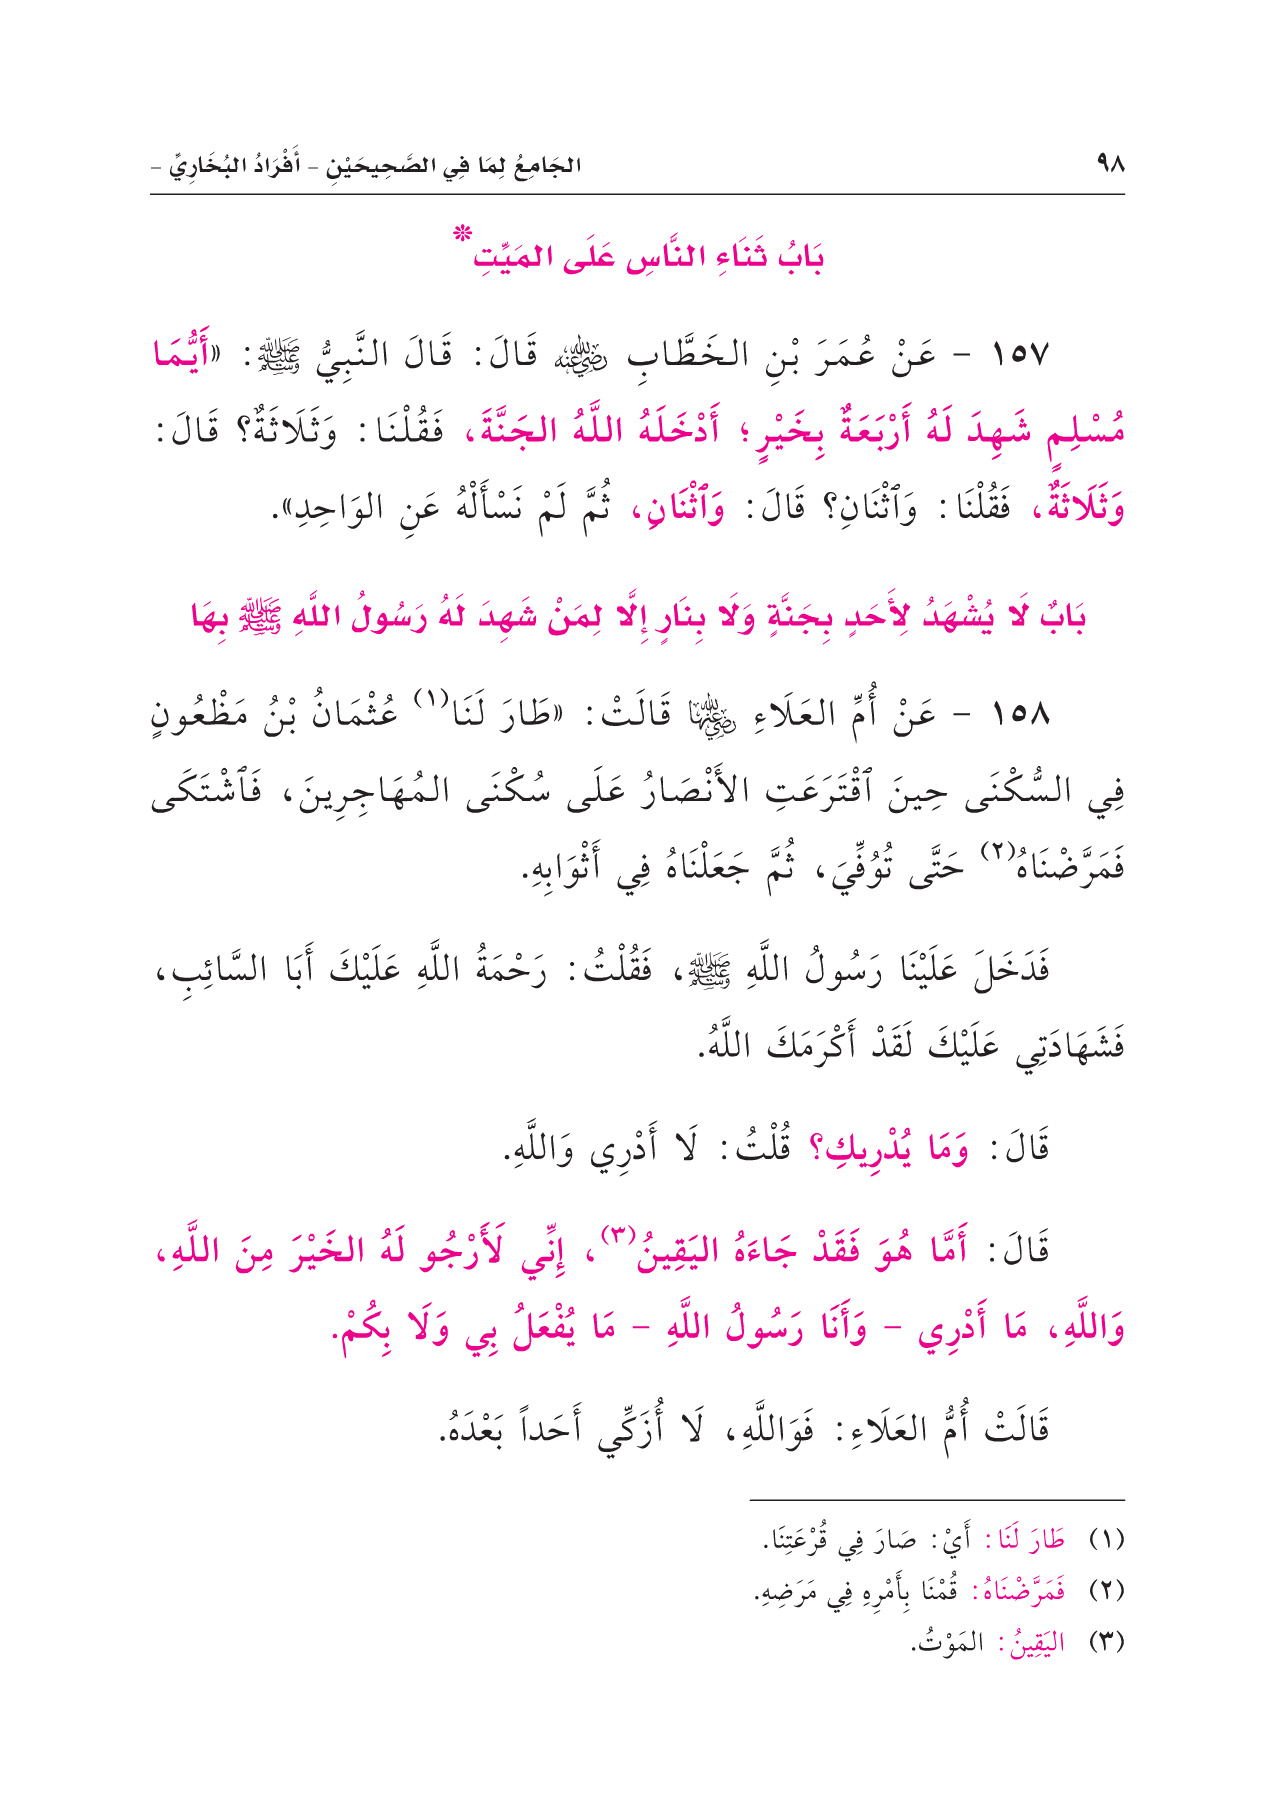 ٩٨ الجَامِعُ لِمَا فِي الصَّحِيحَيْنِ - أَفْرَادُ البُخَارِيِّ -
بَابُ ثَنَاءِ النَّاسِ عَلَى المَيِّتِ*
١٥٧ - عَنْ عُمَرَ بْنِ الخَطَّابِ رضي الله عنه قَالَ: قَالَ النَّبِيُّ ﷺ: «أَيُّمَا
مُسْلِمٍ شَهِدَ لَهُ أَرْبَعَةٌ بِخَيْرٍ؛ أَدْخَلَهُ اللَّهُ الجَنَّةَ، فَقُلْنَا: وَثَلَاثَةٌ؟ قَالَ:
وَثَلَاثَةٌ، فَقُلْنَا: وَٱثْنَانِ؟ قَالَ: وَٱثْنَانِ، ثُمَّ لَمْ نَسْأَلْهُ عَنِ الوَاحِدِ».
بَابٌ لَا يُشْهَدُ لِأَحَدٍ بِجَنَّةٍ وَلَا بِنَارٍ إِلَّا لِمَنْ شَهِدَ لَهُ رَسُولُ اللَّهِ ﷺ بِهَا
١٥٨ - عَنْ أُمِّ العَلَاءِ رضي الله عنها قَالَتْ: «طَارَ لَنَا(١) عُثْمَانُ بْنُ مَظْعُونٍ
فِي السُّكْنَى حِينَ ٱقْتَرَعَتِ الأَنْصَارُ عَلَى سُكْنَى المُهَاجِرِينَ، فَٱشْتَكَى
فَمَرَّضْنَاهُ(٢) حَتَّى تُوُفِّيَ، ثُمَّ جَعَلْنَاهُ فِي أَثْوَابِهِ.
فَدَخَلَ عَلَيْنَا رَسُولُ اللَّهِ ﷺ، فَقُلْتُ: رَحْمَةُ اللَّهِ عَلَيْكَ أَبَا السَّائِبِ،
فَشَهَادَتِي عَلَيْكَ لَقَدْ أَكْرَمَكَ اللَّهُ.
قَالَ: وَمَا يُدْرِيكِ؟ قُلْتُ: لَا أَدْرِي وَاللَّهِ.
قَالَ: أَمَّا هُوَ فَقَدْ جَاءَهُ اليَقِينُ(٣)، إِنِّي لَأَرْجُو لَهُ الخَيْرَ مِنَ اللَّهِ،
وَاللَّهِ، مَا أَدْرِي - وَأَنَا رَسُولُ اللَّهِ - مَا يُفْعَلُ بِي وَلَا بِكُمْ.
قَالَتْ أُمُّ العَلَاءِ: فَوَاللَّهِ، لَا أُزَكِّي أَحَداً بَعْدَهُ.
(١) طَارَ لَنَا: أَيْ: صَارَ فِي قُرْعَتِنَا.
(٢) فَمَرَّضْنَاهُ: قُمْنَا بِأَمْرِهِ فِي مَرَضِهِ.
(٣) اليَقِينُ: المَوْتُ.